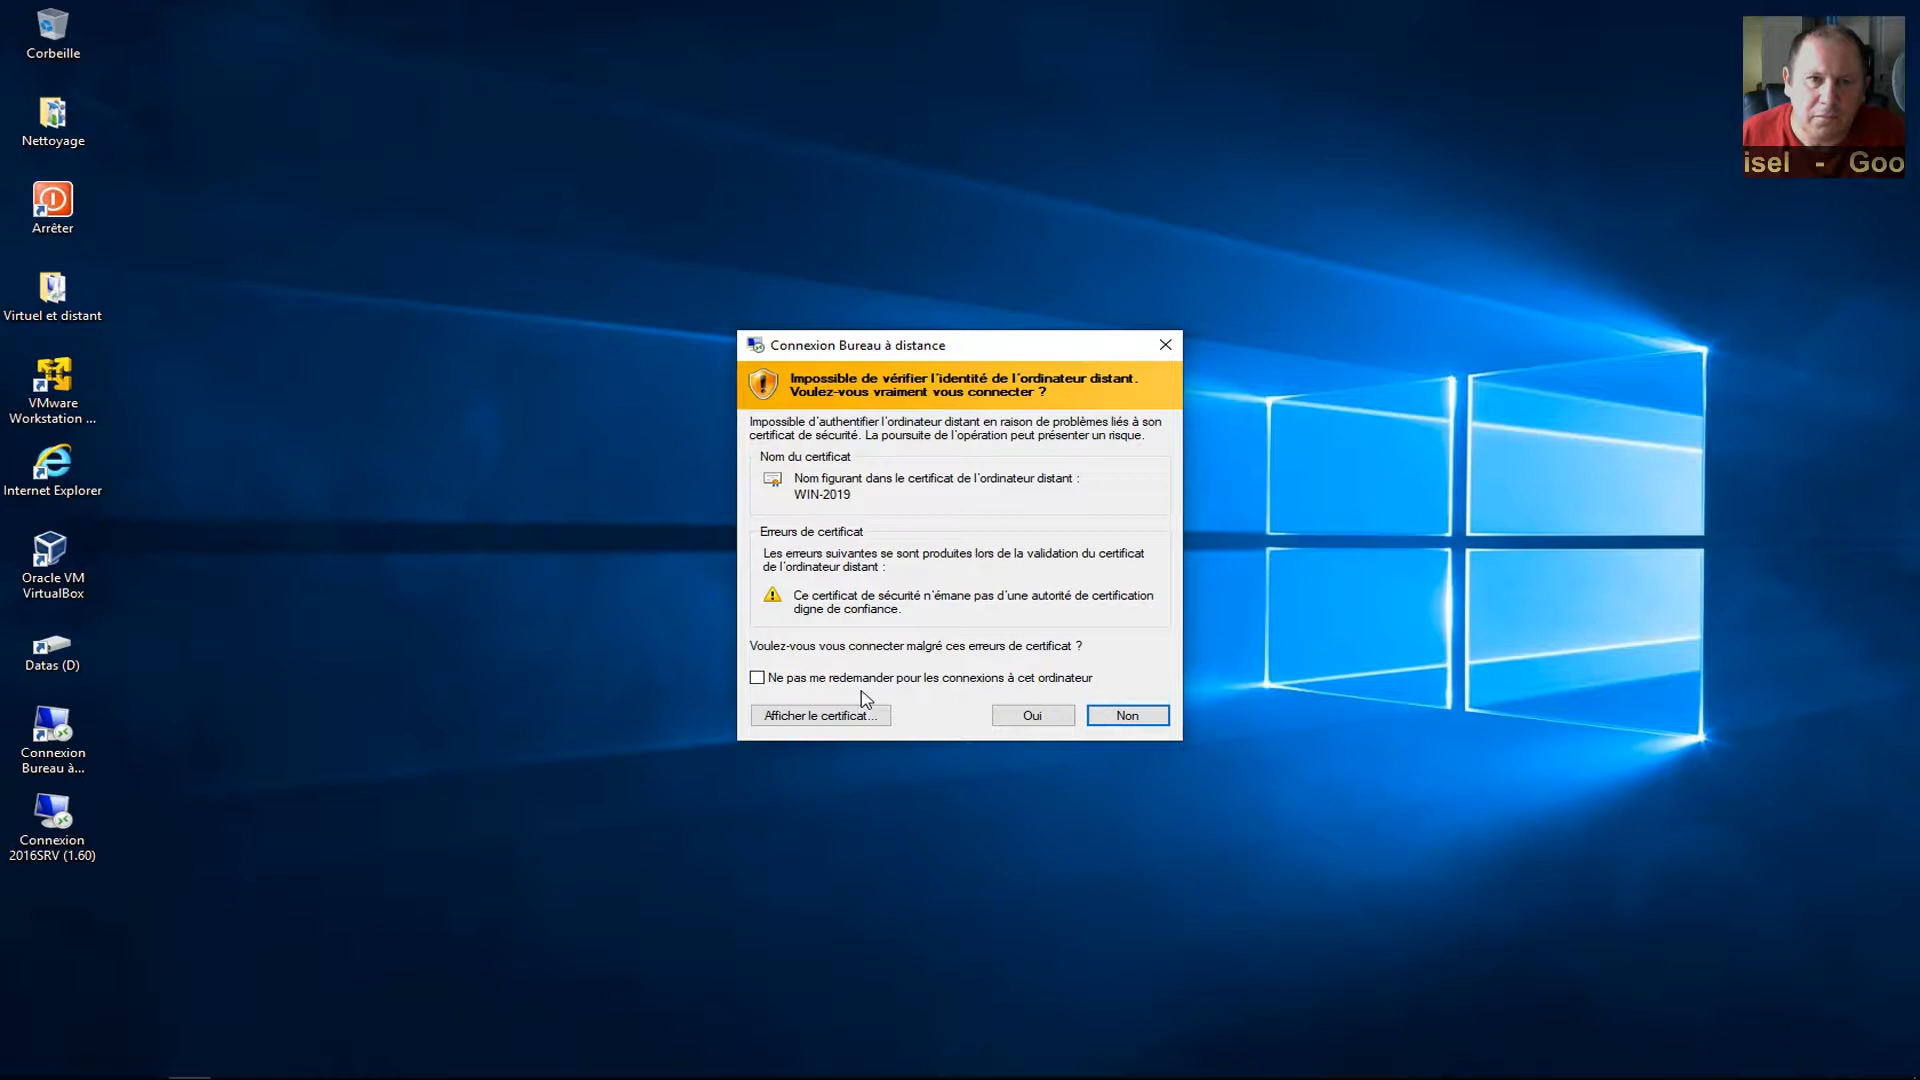 Corbeille
Nettoyage
Arrêter
Virtuel et distant
VMware
Workstation ...
Internet Explorer
Oracle VM
VirtualBox
Datas (D)
Connexion
Bureau à...
Connexion
2016SRV (1.60)
isel - Goo
Connexion Bureau à distance
Impossible de vérifier l'identité de l'ordinateur distant.
Voulez-vous vraiment vous connecter ?
Impossible d'authentifier l'ordinateur distant en raison de problèmes liés à son
certificat de sécurité. La poursuite de l'opération peut présenter un risque.
Nom du certificat
Nom figurant dans le certificat de l'ordinateur distant :
WIN-2019
Erreurs de certificat
Les erreurs suivantes se sont produites lors de la validation du certificat
de l'ordinateur distant :
Ce certificat de sécurité n'émane pas d'une autorité de certification
digne de confiance.
Voulez-vous vous connecter malgré ces erreurs de certificat ?
Ne pas me redemander pour les connexions à cet ordinateur
Afficher le certificat...
Oui
Non